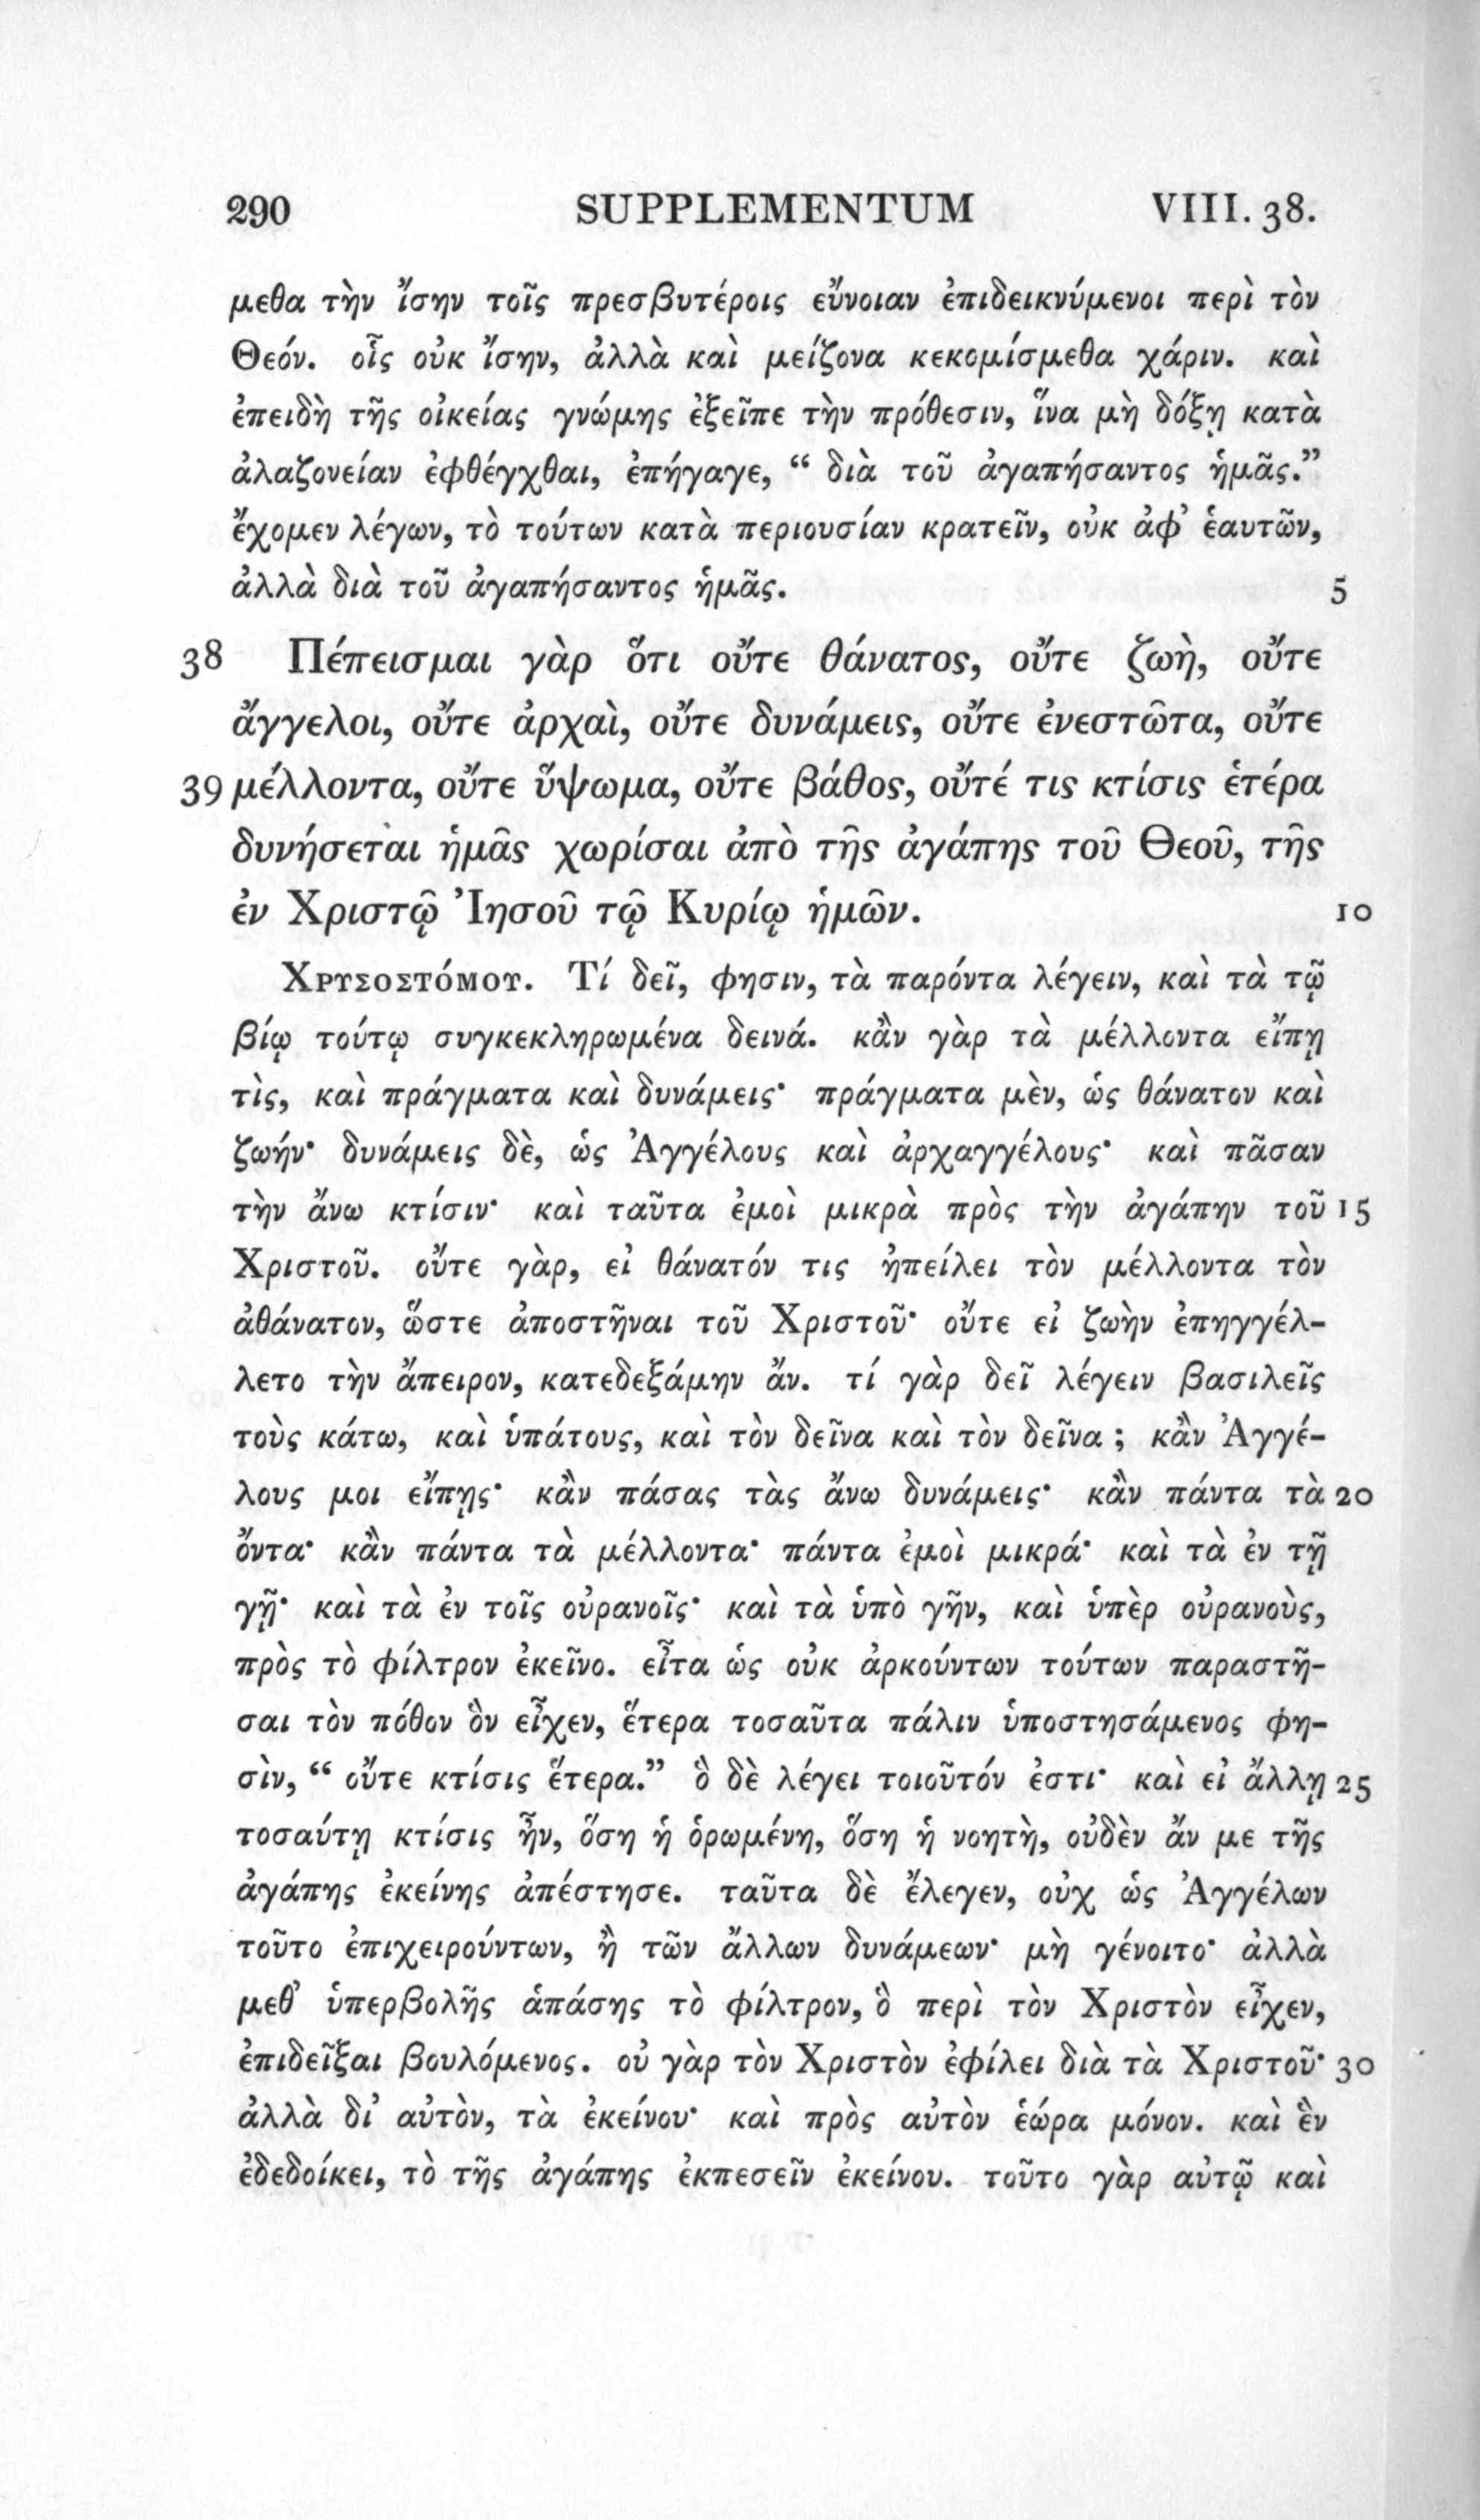 290 SUPPLEMENTUM VIII. 38.
μεθα τὴν ἴσην τοῖς πρεσβυτέροις εὔνοιαν ἐπιδεικνύμενοι περὶ τὸν
Θεόν. οἷς οὐκ ἴσην, ἀλλὰ καὶ μείζονα κεκομίσμεθα χάριν. καὶ
ἐπειδὴ τῆς οἰκείας γνώμης ἐξεῖπε τὴν πρόθεσιν, ἵνα μὴ δόξῃ κατὰ
ἀλαζονείαν ἐφθέγχθαι, ἐπήγαγε, “ διὰ τοῦ ἀγαπήσαντος ἡμᾶς.”
ἔχομεν λέγων, τὸ τούτων κατὰ περιουσίαν κρατεῖν, οὐκ ἀφ’ ἑαυτῶν,
ἀλλὰ διὰ τοῦ ἀγαπήσαντος ἡμᾶς. 5
38 Πέπεισμαι γὰρ ὅτι οὔτε θάνατος, οὔτε ζωὴ, οὔτε
ἄγγελοι, οὔτε ἀρχαὶ, οὔτε δυνάμεις, οὔτε ἐνεστῶτα, οὔτε
39 μέλλοντα, οὔτε ὕψωμα, οὔτε βάθος, οὔτέ τις κτίσις ἑτέρα
δυνήσεται ἡμᾶς χωρίσαι ἀπὸ τῆς ἀγάπης τοῦ Θεοῦ, τῆς
ἐν Χριστῷ Ἰησοῦ τῷ Κυρίῳ ἡμῶν. 10
Χρυσοστόμου. Τί δεῖ, φησιν, τὰ παρόντα λέγειν, καὶ τὰ τῷ
βίῳ τούτῳ συγκεκληρωμένα δεινά. κἂν γὰρ τὰ μέλλοντα εἴπῃ
τὶς, καὶ πράγματα καὶ δυνάμεις· πράγματα μὲν, ὡς θάνατον καὶ
ζωήν· δυνάμεις δὲ, ὡς Ἀγγέλους καὶ ἀρχαγγέλους· καὶ πᾶσαν
τὴν ἄνω κτίσιν· καὶ ταῦτα ἐμοὶ μικρὰ πρὸς τὴν ἀγάπην τοῦ 15
Χριστοῦ. οὔτε γὰρ, εἰ θάνατόν τις ἠπείλει τὸν μέλλοντα τὸν
ἀθάνατον, ὥστε ἀποστῆναι τοῦ Χριστοῦ· οὔτε εἰ ζωὴν ἐπηγγέλ-
λετο τὴν ἄπειρον, κατεδεξάμην ἄν. τί γὰρ δεῖ λέγειν βασιλεῖς
τοὺς κάτω, καὶ ὑπάτους, καὶ τὸν δεῖνα καὶ τὸν δεῖνα ; κἂν Ἀγγέ-
λους μοι εἴπῃς· κἂν πάσας τὰς ἄνω δυνάμεις· κἂν πάντα τὰ 20
ὄντα· κἂν πάντα τὰ μέλλοντα· πάντα ἐμοὶ μικρά· καὶ τὰ ἐν τῇ
γῇ· καὶ τὰ ἐν τοῖς οὐρανοῖς· καὶ τὰ ὑπὸ γῆν, καὶ ὑπὲρ οὐρανοὺς,
πρὸς τὸ φίλτρον ἐκεῖνο. εἶτα ὡς οὐκ ἀρκούντων τούτων παραστῆ-
σαι τὸν πόθον ὃν εἶχεν, ἕτερα τοσαῦτα πάλιν ὑποστησάμενος φη-
σὶν, “ οὔτε κτίσις ἕτερα.” ὃ δὲ λέγει τοιοῦτόν ἐστι· καὶ εἰ ἄλλῃ 25
τοσαύτῃ κτίσις ἦν, ὅση ἡ ὁρωμένη, ὅση ἡ νοητὴ, οὐδὲν ἄν με τῆς
ἀγάπης ἐκείνης ἀπέστησε. ταῦτα δὲ ἔλεγεν, οὐχ ὡς Ἀγγέλων
τοῦτο ἐπιχειρούντων, ἢ τῶν ἄλλων δυνάμεων· μὴ γένοιτο· ἀλλὰ
μεθ’ ὑπερβολῆς ἁπάσης τὸ φίλτρον, ὃ περὶ τὸν Χριστὸν εἶχεν,
ἐπιδεῖξαι βουλόμενος. οὐ γὰρ τὸν Χριστὸν ἐφίλει διὰ τὰ Χριστοῦ· 30
ἀλλὰ δι’ αὐτὸν, τὰ ἐκείνου· καὶ πρὸς αὐτὸν ἑώρα μόνον. καὶ ἓν
ἐδεδοίκει, τὸ τῆς ἀγάπης ἐκπεσεῖν ἐκείνου. τοῦτο γὰρ αὐτῷ καὶ